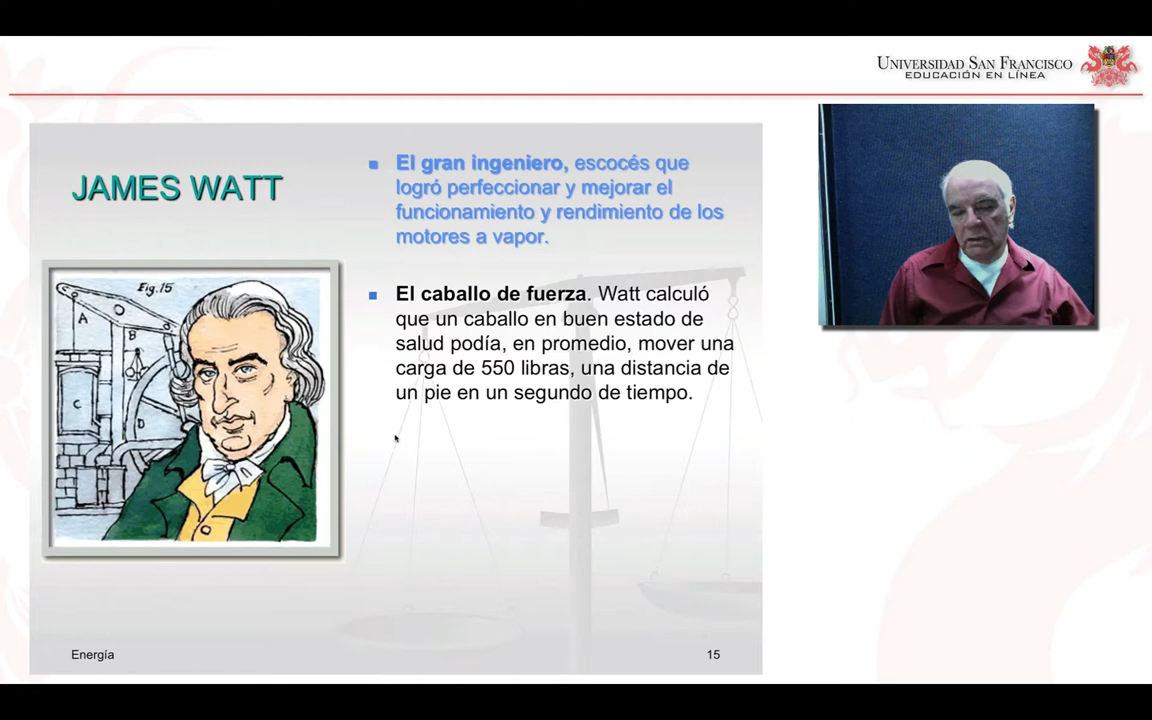 UNIVERSIDAD SAN FRANCISCO
EDUCACIÓN EN LÍNEA
JAMES WATT
El gran ingeniero, escocés que
logró perfeccionar y mejorar el
funcionamiento y rendimiento de los
motores a vapor.
El caballo de fuerza. Watt calculó
que un caballo en buen estado de
salud podía, en promedio, mover una
carga de 550 libras, una distancia de
un pie en un segundo de tiempo.
Fig. 15
A
B
C
D
Energía
15